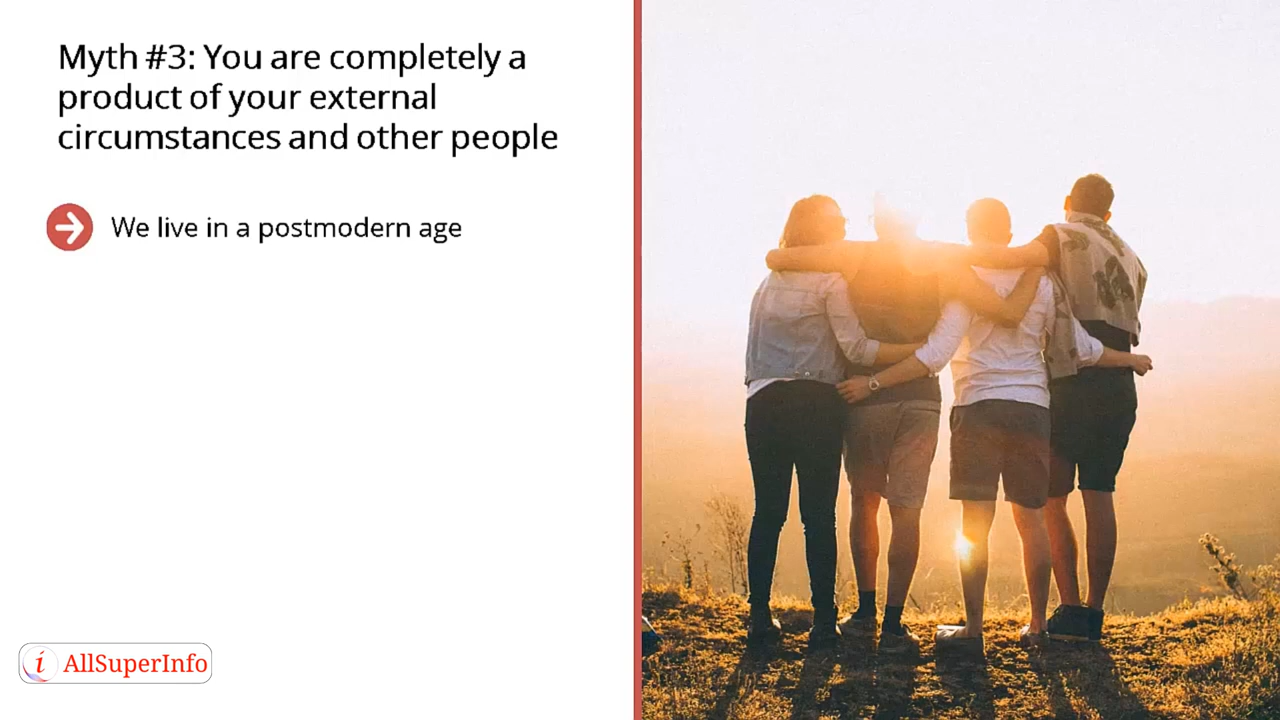 Myth #3: You are completely a
product of your external
circumstances and other people
We live in a postmodern age
i AllSuperInfo